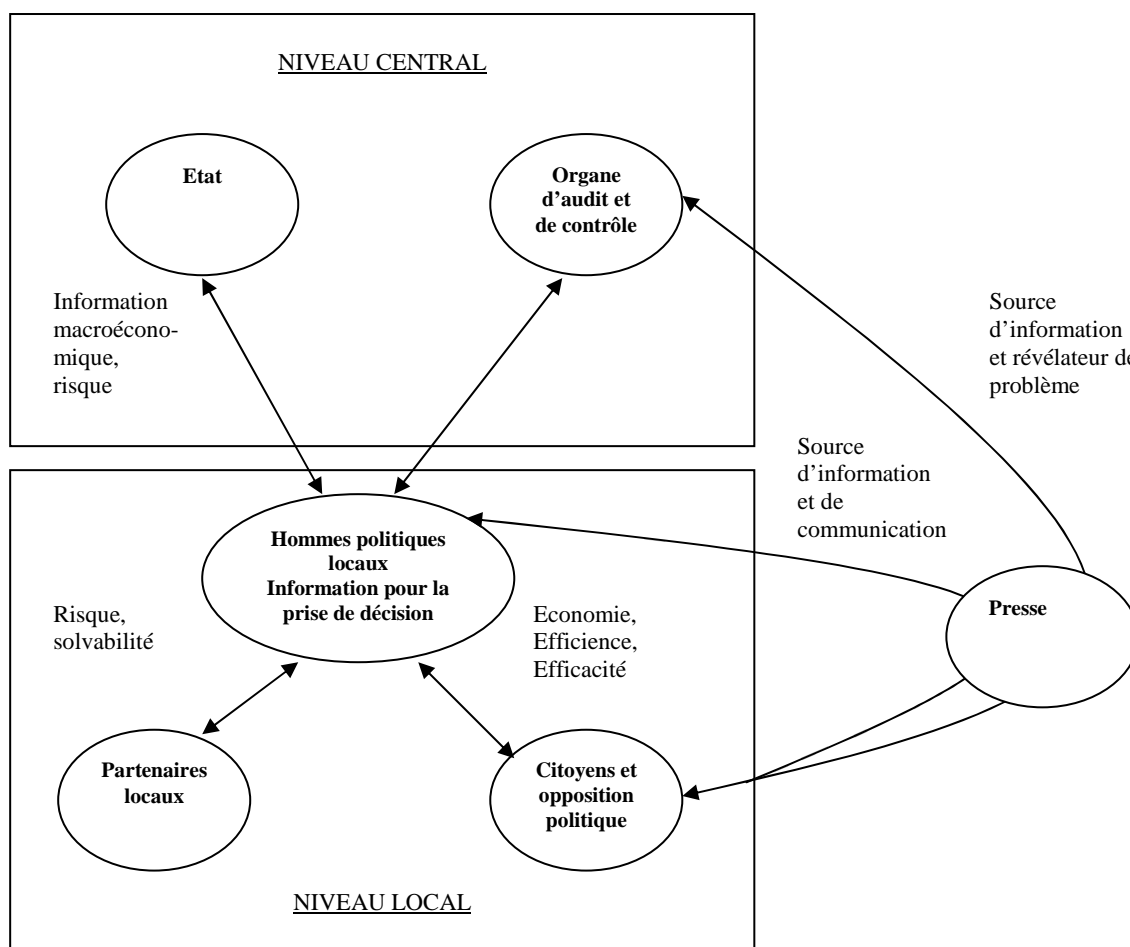 NIVEAU CENTRAL
Etat
Organe
d'audit et
de contrôle
Information
macroécono-
mique,
risque
Source
d'information
et révélateur de
problème
Source
d'information
et de
communication
Hommes politiques
locaux
Information pour la
prise de décision
Risque,
solvabilité
Economie,
Efficience,
Efficacité
Presse
Partenaires
locaux
Citoyens et
opposition
politique
NIVEAU LOCAL